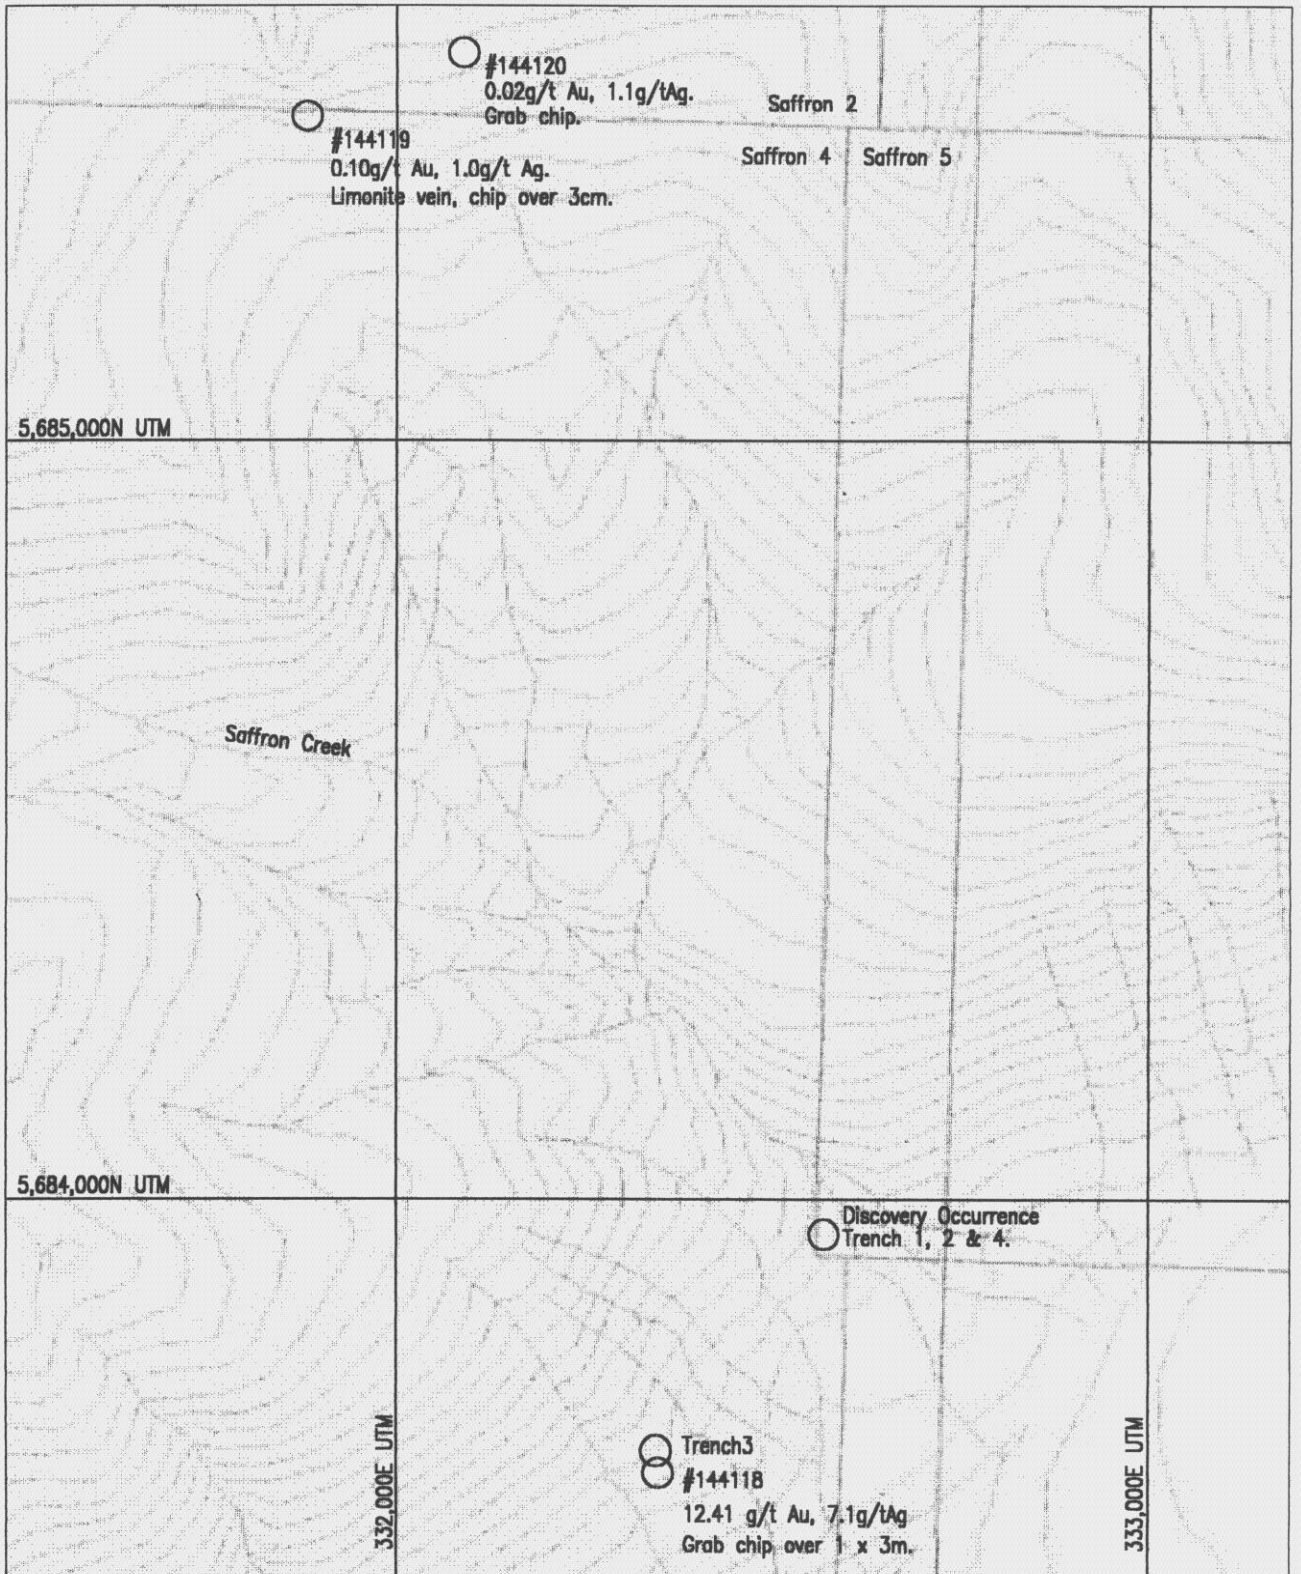 #144120
0.02g/t Au, 1.1g/tAg.
Grab chip.
Saffron 2
#144119
0.10g/t Au, 1.0g/t Ag.
Limonite vein, chip over 3cm.
Saffron 4
Saffron 5
5,685,000N UTM
Saffron Creek
5,684,000N UTM
Discovery Occurrence
Trench 1, 2 & 4.
332,000E UTM
333,000E UTM
Trench3
#144118
12.41 g/t Au, 7.1g/tAg
Grab chip over 1 x 3m.